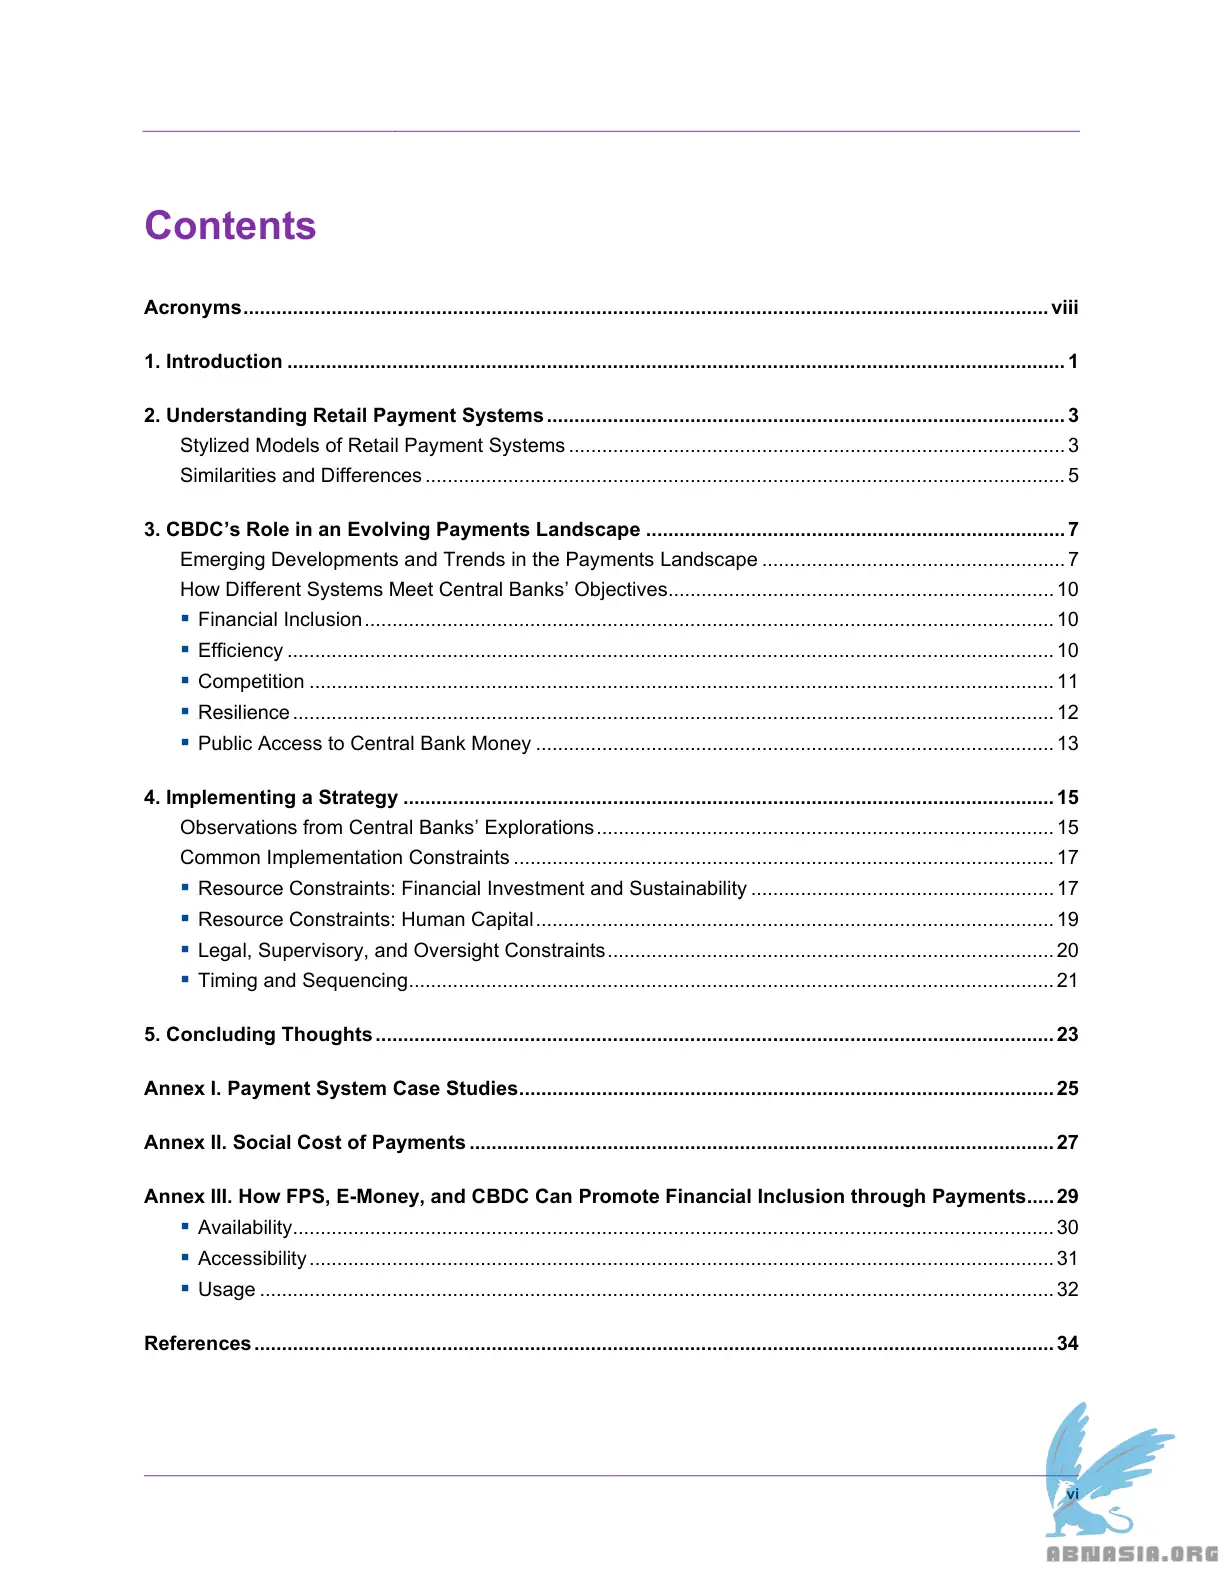 Contents
Acronyms.......... viii
1. Introduction .......... 1
2. Understanding Retail Payment Systems .......... 3
Stylized Models of Retail Payment Systems .......... 3
Similarities and Differences .......... 5
3. CBDC’s Role in an Evolving Payments Landscape .......... 7
Emerging Developments and Trends in the Payments Landscape .......... 7
How Different Systems Meet Central Banks’ Objectives.......... 10
▪ Financial Inclusion .......... 10
▪ Efficiency .......... 10
▪ Competition .......... 11
▪ Resilience .......... 12
▪ Public Access to Central Bank Money .......... 13
4. Implementing a Strategy .......... 15
Observations from Central Banks’ Explorations .......... 15
Common Implementation Constraints .......... 17
▪ Resource Constraints: Financial Investment and Sustainability .......... 17
▪ Resource Constraints: Human Capital .......... 19
▪ Legal, Supervisory, and Oversight Constraints .......... 20
▪ Timing and Sequencing.......... 21
5. Concluding Thoughts .......... 23
Annex I. Payment System Case Studies.......... 25
Annex II. Social Cost of Payments .......... 27
Annex III. How FPS, E-Money, and CBDC Can Promote Financial Inclusion through Payments..... 29
▪ Availability.......... 30
▪ Accessibility .......... 31
▪ Usage .......... 32
References .......... 34
vi
ABNASIA.ORG